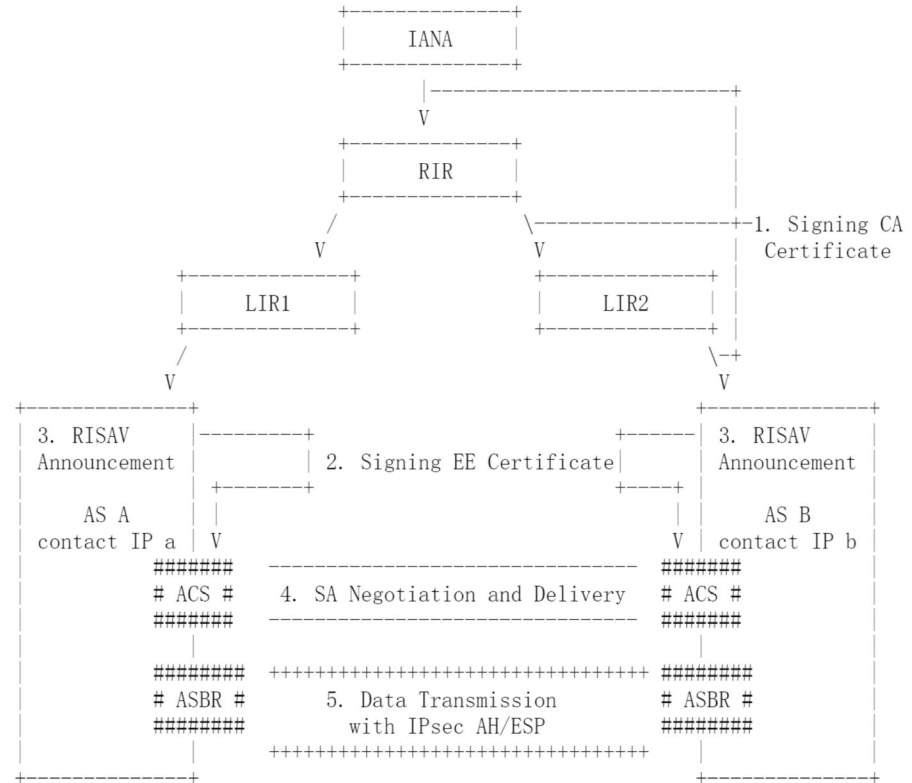 IANA
RIR
1. Signing CA
Certificate
LIR1 LIR2
3. RISAV 3. RISAV
Announcement 2. Signing EE Certificate Announcement
AS A AS B
contact IP a contact IP b
# ACS # 4. SA Negotiation and Delivery # ACS #
# ASBR # 5. Data Transmission # ASBR #
with IPsec AH/ESP